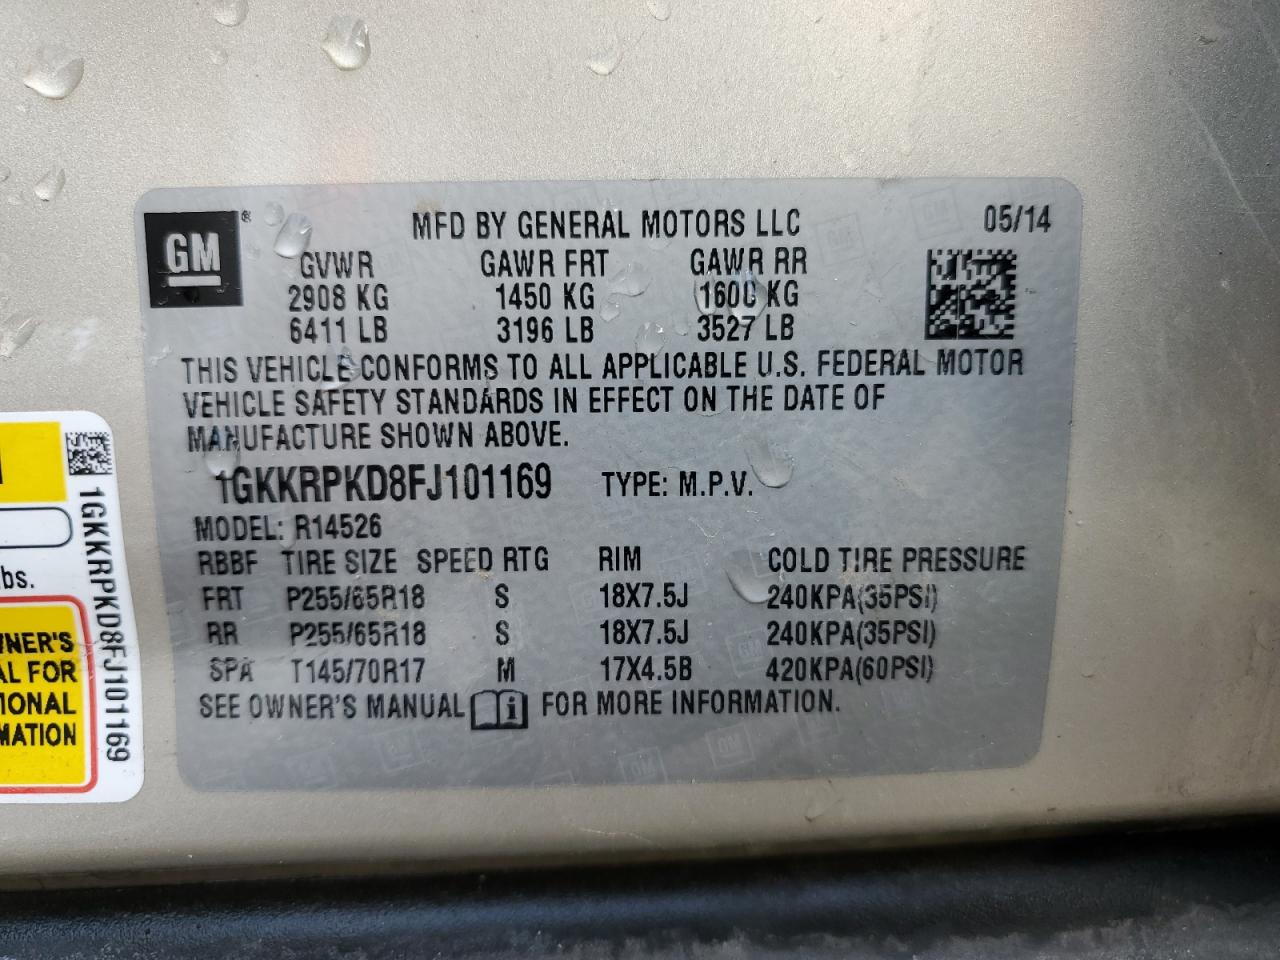 GM®
MFD BY GENERAL MOTORS LLC 05/14
GVWR GAWR FRT GAWR RR
2908 KG 1450 KG 1600 KG
6411 LB 3196 LB 3527 LB
THIS VEHICLE CONFORMS TO ALL APPLICABLE U.S. FEDERAL MOTOR
VEHICLE SAFETY STANDARDS IN EFFECT ON THE DATE OF
MANUFACTURE SHOWN ABOVE.
1GKKRPKD8FJ101169 TYPE: M.P.V.
MODEL: R14526
RBBF TIRE SIZE SPEED RTG RIM COLD TIRE PRESSURE
FRT P255/65R18 S 18X7.5J 240KPA(35PSI)
RR P255/65R18 S 18X7.5J 240KPA(35PSI)
SPA T145/70R17 M 17X4.5B 420KPA(60PSI)
SEE OWNER'S MANUAL FOR MORE INFORMATION.
1GKKRPKD8FJ101169
bs.
WNER'S
AL FOR
IONAL
MATION